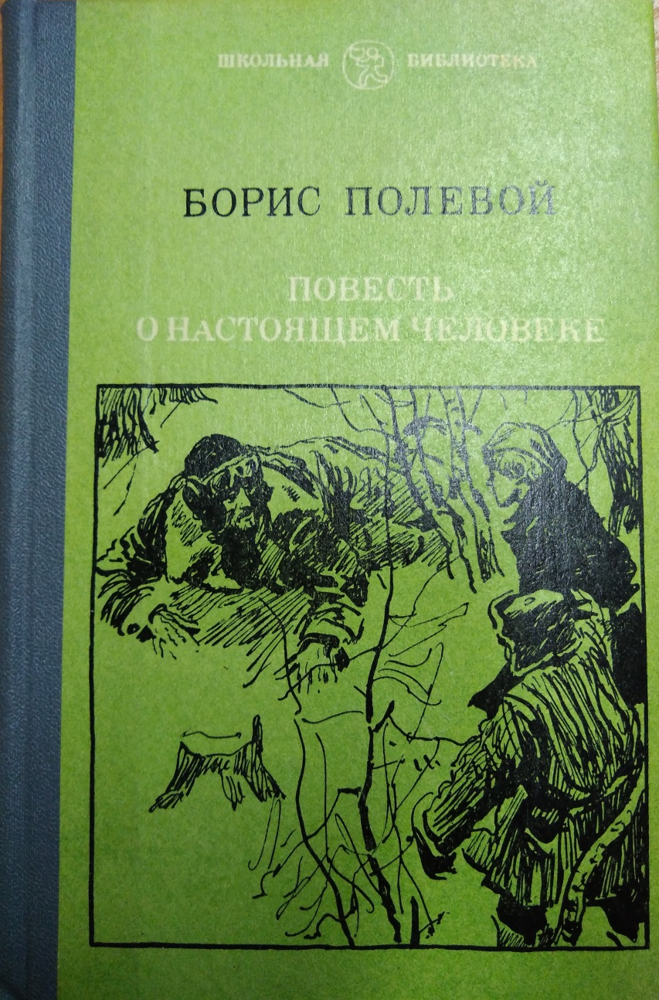 ШКОЛЬНАЯ БИБЛИОТЕКА
БОРИС ПОЛЕВОЙ
ПОВЕСТЬ
О НАСТОЯЩЕМ ЧЕЛОВЕКЕ